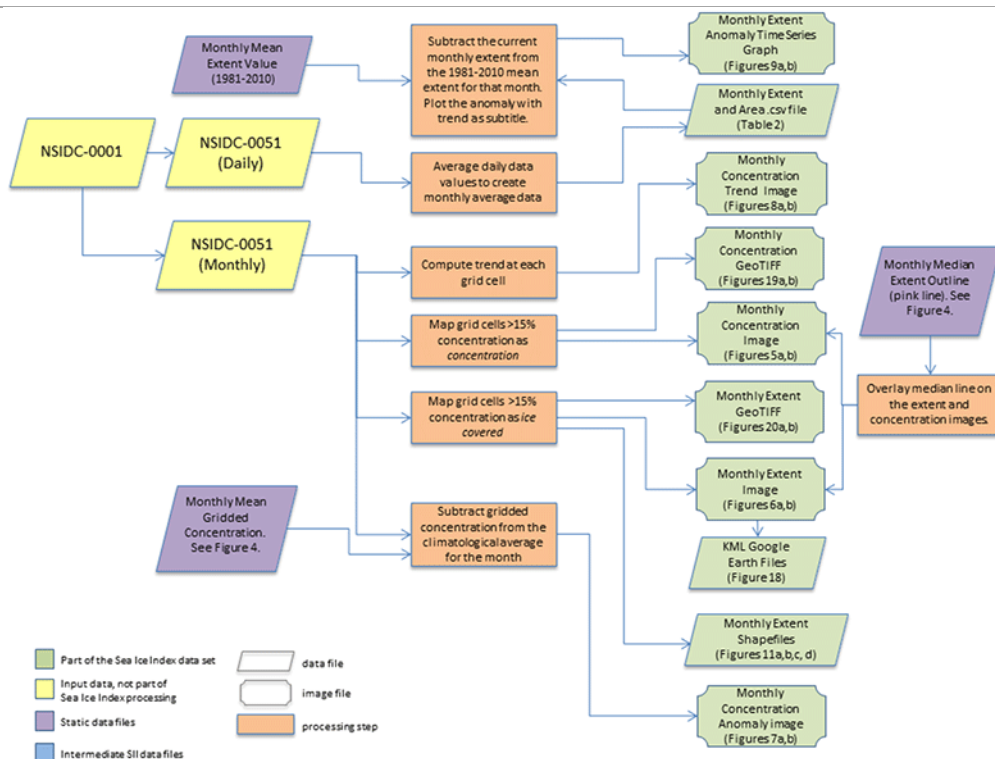 Monthly Mean
Extent Value
(1981-2010)
Subtract the current
monthly extent from
the 1981-2010 mean
extent for that month.
Plot the anomaly with
trend as subtitle.
Monthly Extent
Anomaly Time Series
Graph
(Figures 9a,b)
Monthly Extent
and Area .csv file
(Table 2)
NSIDC-0001
NSIDC-0051
(Daily)
Average daily data
values to create
monthly average data
Monthly
Concentration
Trend Image
(Figures 8a,b)
NSIDC-0051
(Monthly)
Compute trend at each
grid cell
Monthly
Concentration
GeoTIFF
(Figures 19a,b)
Monthly Median
Extent Outline
(pink line). See
Figure 4.
Map grid cells >15%
concentration as
concentration
Monthly
Concentration
Image
(Figures 5a,b)
Map grid cells >15%
concentration as ice
covered
Monthly Extent
GeoTIFF
(Figures 20a,b)
Overlay median line on
the extent and
concentration images.
Monthly Extent
Image
(Figures 6a,b)
Monthly Mean
Gridded
Concentration.
See Figure 4.
Subtract gridded
concentration from the
climatological average
for the month
KML Google
Earth Files
(Figure 18)
Monthly Extent
Shapefiles
(Figures 11a,b,c, d)
Monthly
Concentration
Anomaly image
(Figures 7a,b)
Part of the Sea Ice Index data set
Input data, not part of
Sea Ice Index processing
Static data files
Intermediate SII data files
data file
image file
processing step